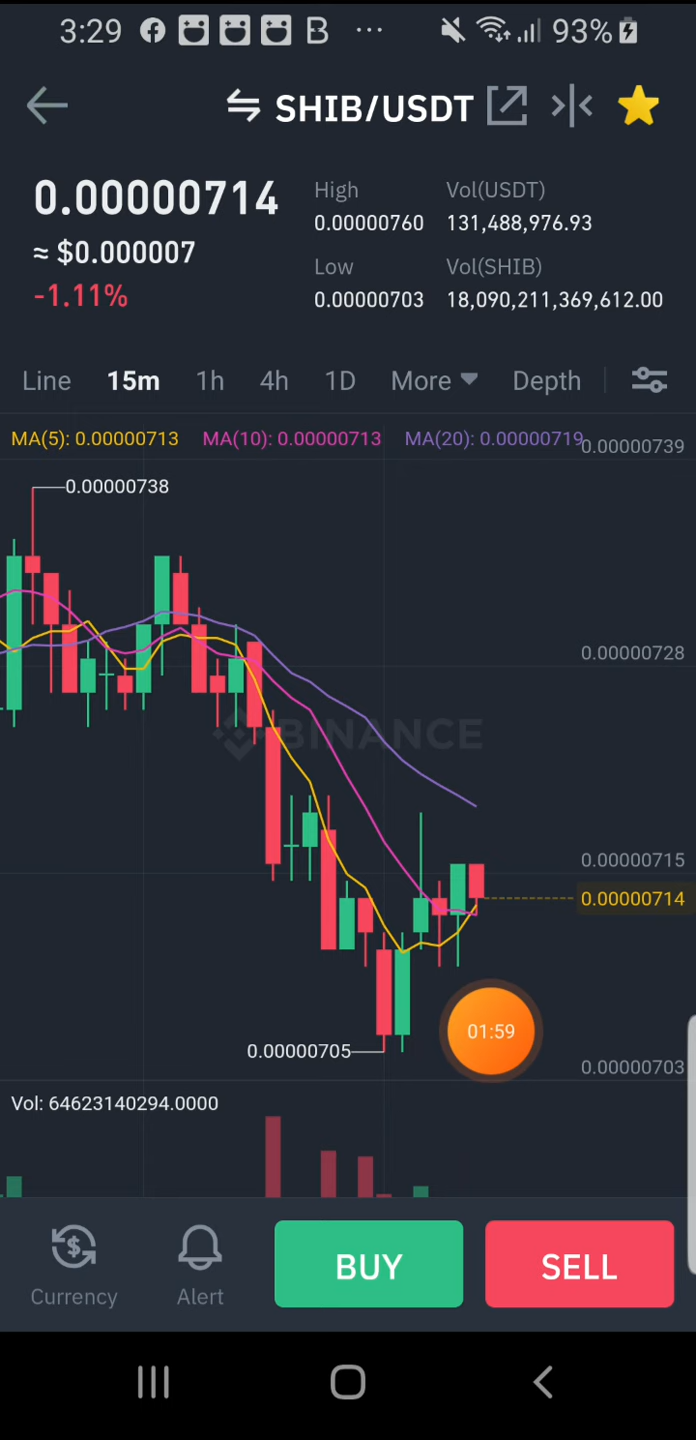 3:29 93%
SHIB/USDT
0.00000714
≈ $0.000007
-1.11%
High
0.00000760
Low
0.00000703
Vol(USDT)
131,488,976.93
Vol(SHIB)
18,090,211,369,612.00
Line 15m 1h 4h 1D More Depth
MA(5): 0.00000713 MA(10): 0.00000713 MA(20): 0.00000719
0.00000739
0.00000738
0.00000728
BINANCE
0.00000715
0.00000714
01:59
0.00000705
0.00000703
Vol: 64623140294.0000
Currency Alert BUY SELL